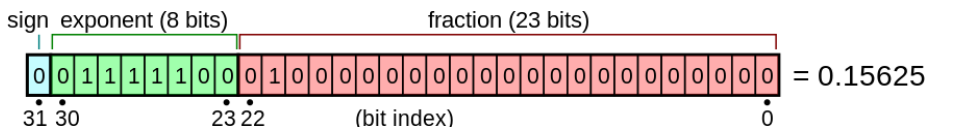 sign exponent (8 bits) fraction (23 bits)
0 0 1 1 1 1 1 0 0 0 1 0 0 0 0 0 0 0 0 0 0 0 0 0 0 0 0 0 0 0 0 0 = 0.15625
31 30 23 22 (bit index) 0